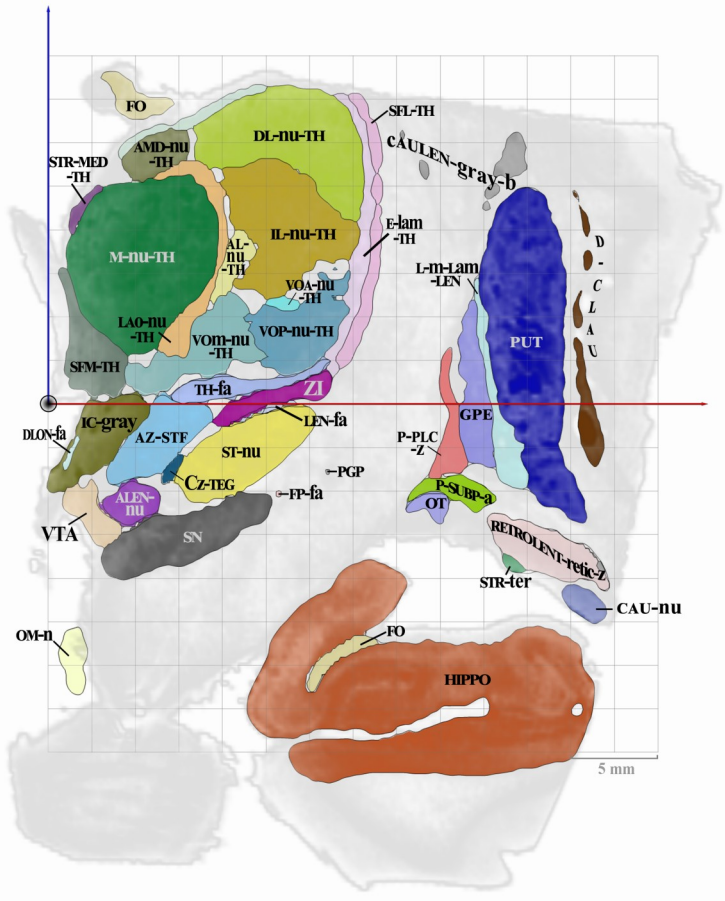 FO
SFL-TH
DL-nu-TH
AMD-nu
-TH
cAULEN-gray-b
STR-MED
-TH
E-lam
-TH
IL-nu-TH
M-nu-TH
AL-
nu
-TH
D-CLAU
L-m-Lam
-LEN
VOA-nu
-TH
LAO-nu
-TH
VOm-nu
-TH
VOP-nu-TH
PUT
SFM-TH
TH-fa
ZI
IC-gray
LEN-fa
GPE
DLON-fa
AZ-STF
ST-nu
P-PLC
-Z
PGP
CZ-TEG
FP-fa
P-SUBP-a
ALEN-
nu
OT
VTA
SN
RETROLENT-retic-z
STR-ter
CAU-nu
OM-n
FO
HIPPO
5 mm